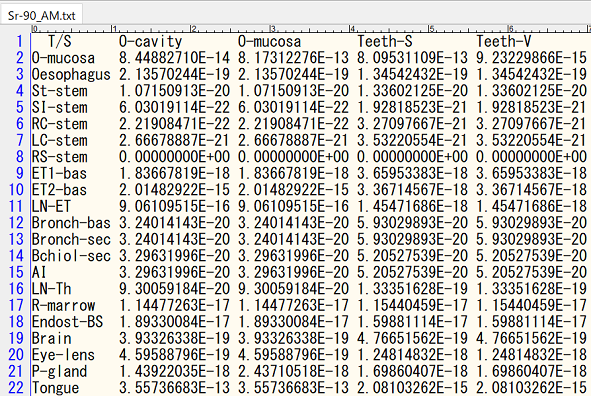 Sr-90_AM.txt
0 1 2 3 4 5 6 7
1 T/S O-cavity O-mucosa Teeth-S Teeth-V
2 O-mucosa 8.44882710E-14 8.17312276E-13 8.09531109E-13 9.23229866E-15
3 Oesophagus 2.13570244E-19 2.13570244E-19 1.34542432E-19 1.34542432E-19
4 St-stem 1.07150913E-20 1.07150913E-20 1.33602125E-20 1.33602125E-20
5 SI-stem 6.03019114E-22 6.03019114E-22 1.92818523E-21 1.92818523E-21
6 RC-stem 2.21908471E-22 2.21908471E-22 3.27097667E-21 3.27097667E-21
7 LC-stem 2.66678887E-21 2.66678887E-21 3.53220554E-21 3.53220554E-21
8 RS-stem 0.00000000E+00 0.00000000E+00 0.00000000E+00 0.00000000E+00
9 ET1-bas 1.83667819E-18 1.83667819E-18 3.65953383E-18 3.65953383E-18
10 ET2-bas 2.01482922E-15 2.01482922E-15 3.36714567E-18 3.36714567E-18
11 LN-ET 9.06109515E-16 9.06109515E-16 1.45471686E-18 1.45471686E-18
12 Bronch-bas 3.24014143E-20 3.24014143E-20 5.93029893E-20 5.93029893E-20
13 Bronch-sec 3.24014143E-20 3.24014143E-20 5.93029893E-20 5.93029893E-20
14 Bchiol-sec 3.29631996E-20 3.29631996E-20 5.20527539E-20 5.20527539E-20
15 AI 3.29631996E-20 3.29631996E-20 5.20527539E-20 5.20527539E-20
16 LN-Th 9.30059184E-20 9.30059184E-20 1.33351628E-19 1.33351628E-19
17 R-marrow 1.14477263E-17 1.14477263E-17 1.15440459E-17 1.15440459E-17
18 Endost-BS 1.89330084E-17 1.89330084E-17 1.59881114E-17 1.59881114E-17
19 Brain 3.93326338E-19 3.93326338E-19 4.76651562E-19 4.76651562E-19
20 Eye-lens 4.59588796E-19 4.59588796E-19 1.24814832E-18 1.24814832E-18
21 P-gland 1.43922035E-18 2.43710518E-18 1.69860407E-18 1.69860407E-18
22 Tongue 3.55736683E-13 3.55736683E-13 2.08103262E-15 2.08103262E-15